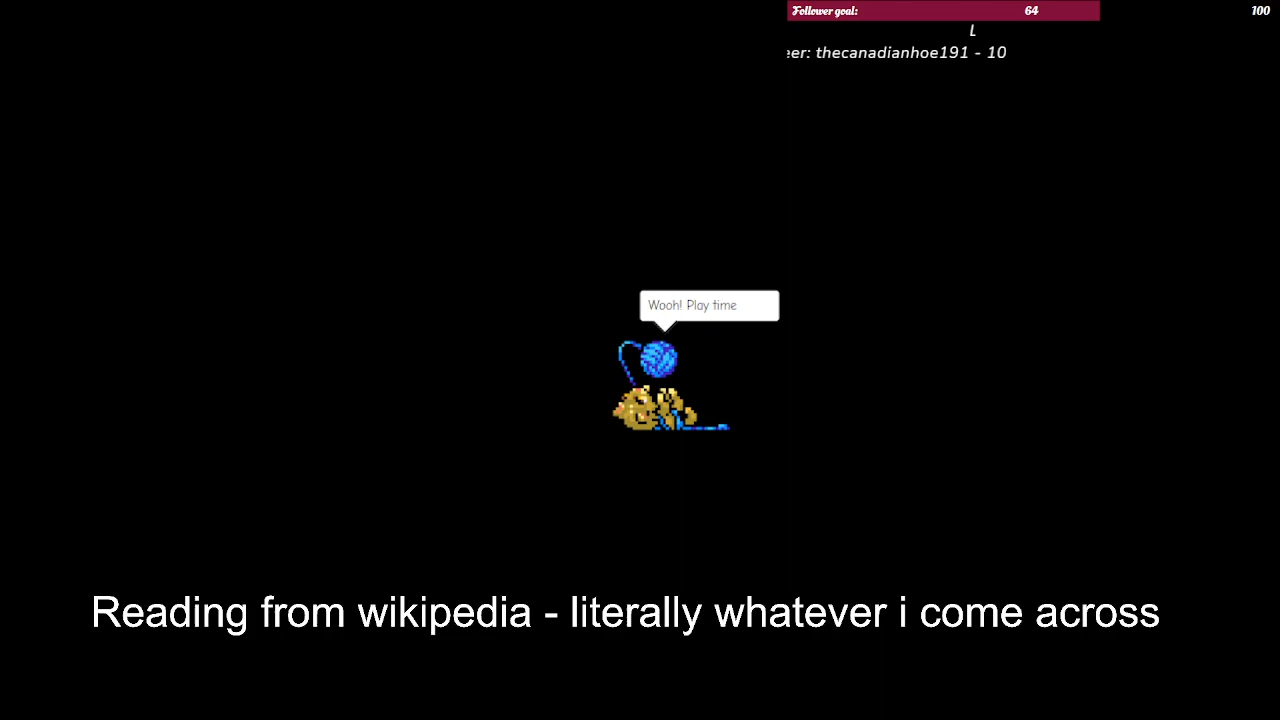 Follower goal: 64 100
L
eer: thecanadianhoe191 - 10
Wooh! Play time
Reading from wikipedia - literally whatever i come across